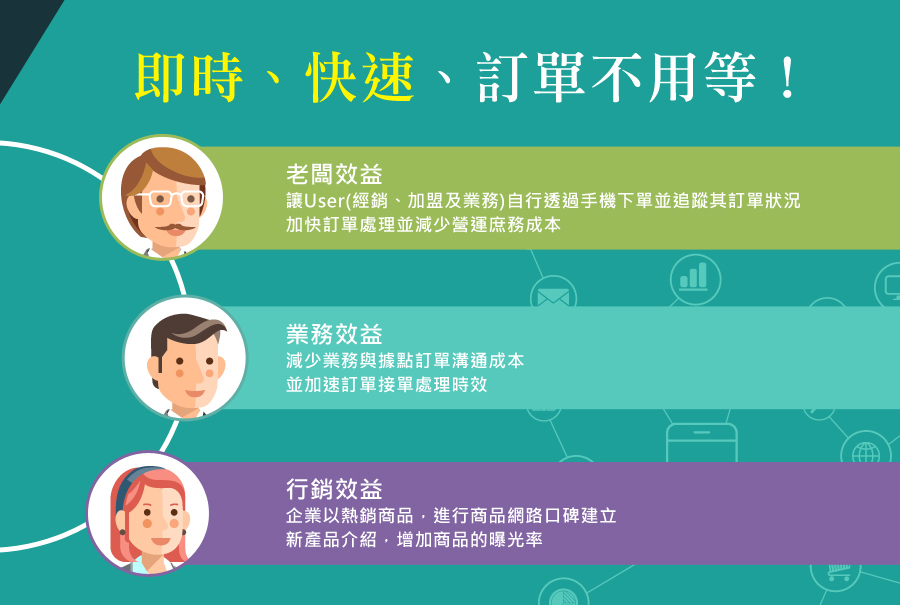 即時、快速、訂單不用等！
老闆效益
讓User(經銷、加盟及業務)自行透過手機下單並追蹤其訂單狀況
加快訂單處理並減少營運庶務成本
業務效益
減少業務與據點訂單溝通成本
並加速訂單接單處理時效
行銷效益
企業以熱銷商品，進行商品網路口碑建立
新產品介紹，增加商品的曝光率